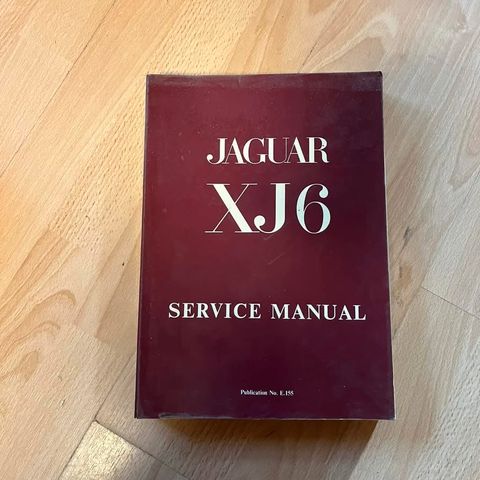 JAGUAR
XJ6
SERVICE MANUAL
Publication No. E.155